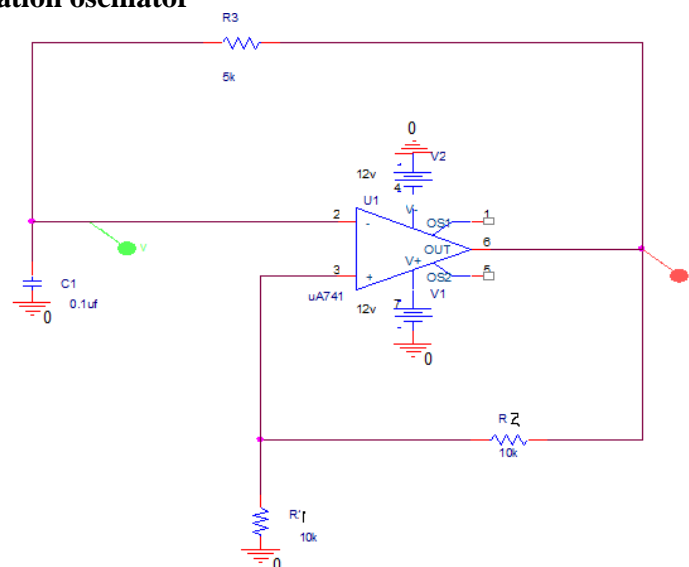 ation oscillator
R3
5k
0
V2
12v
4
U1
V-
OS1
1
2
-
OUT
6
V+
3
+
OS2
5
uA741
12v
7
V1
-
0
V
C1
0.1uf
0
R2
10k
R1
10k
0